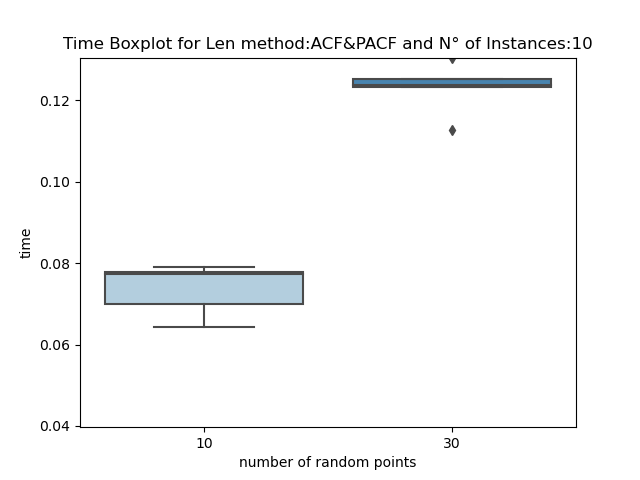 Time Boxplot for Len method:ACF&PACF and N° of Instances:10
0.12
0.10
0.08
0.06
0.04
time
10
30
number of random points